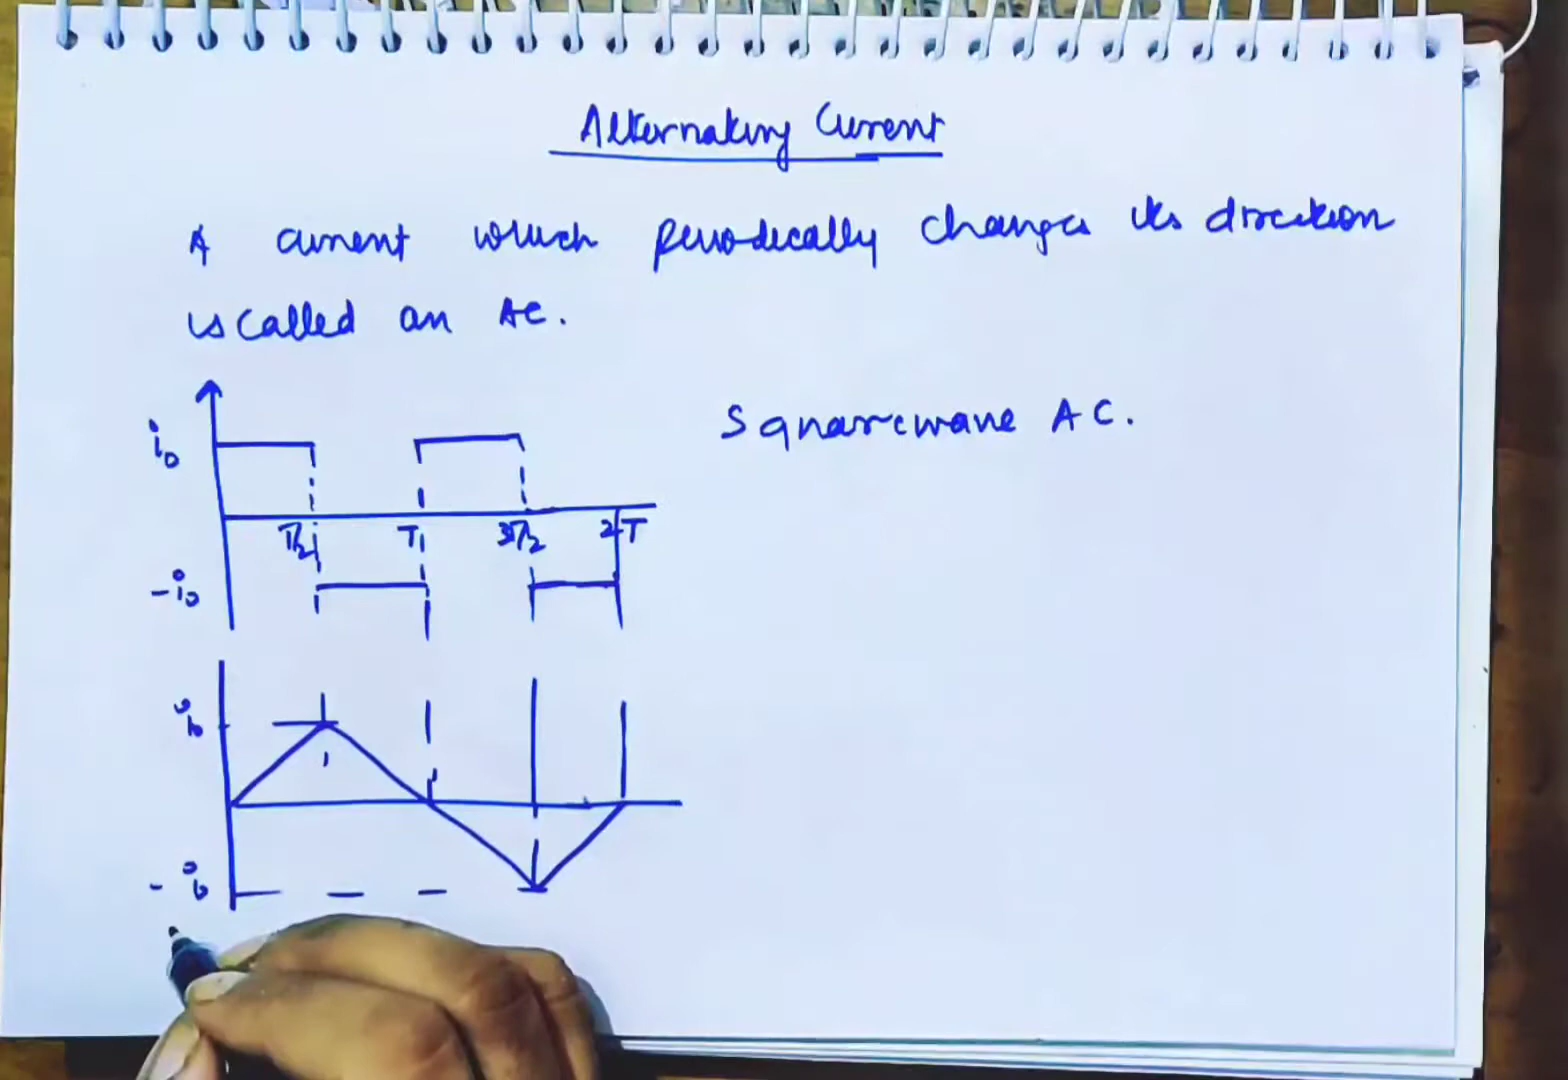 Alternating Current
A current which periodically changes its direction
is called an AC.
Squarewave AC.
i₀
T/2 T 3T/2 2T
-i₀
i₀
-i₀